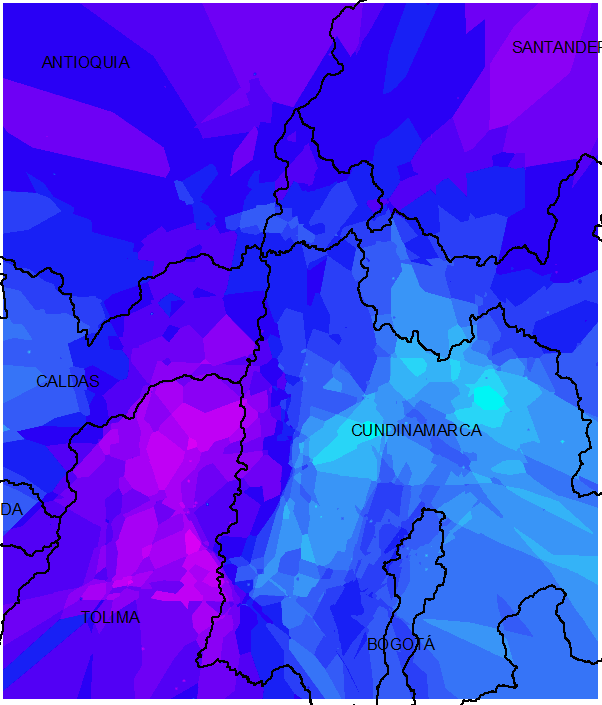 SANTANDER
ANTIOQUIA
CALDAS
CUNDINAMARCA
DA
TOLIMA
BOGOTÁ